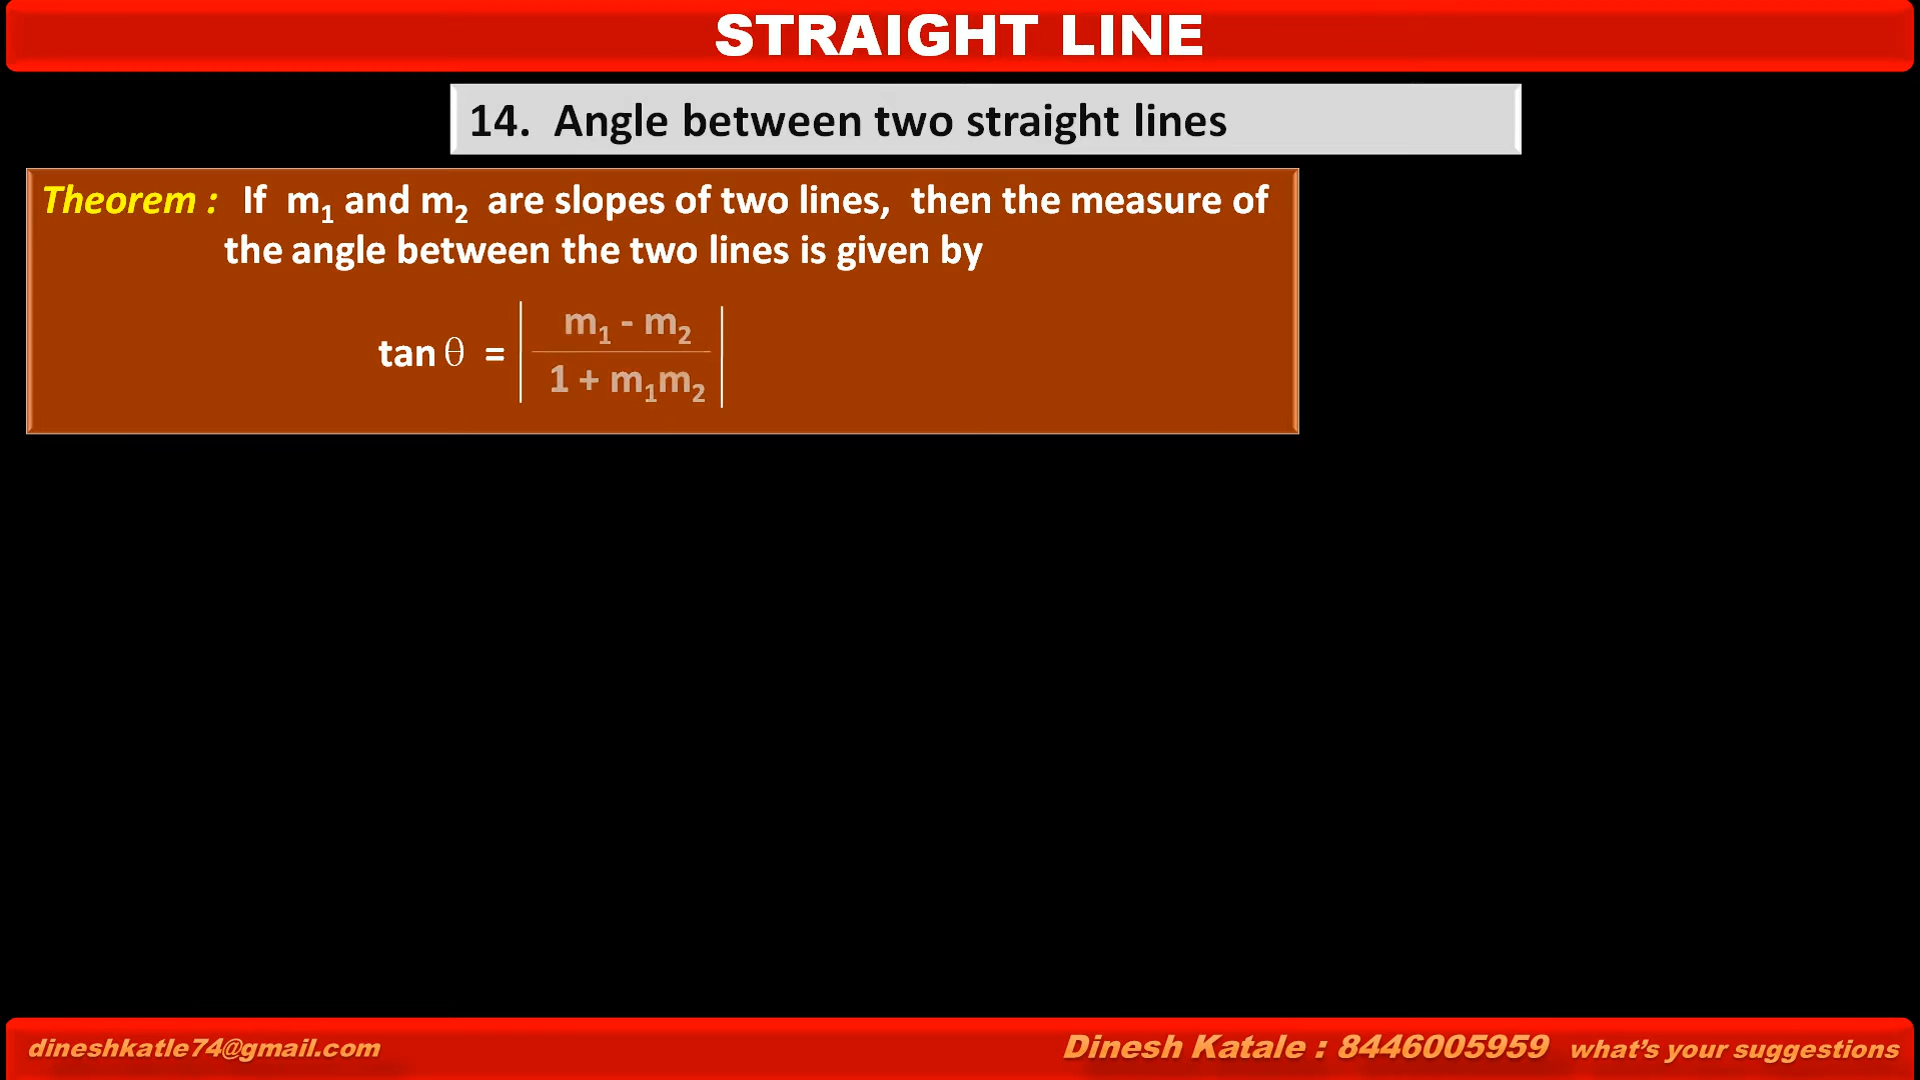 STRAIGHT LINE
14. Angle between two straight lines
Theorem : If m₁ and m₂ are slopes of two lines, then the measure of
the angle between the two lines is given by
tan θ = | m₁ - m₂ / 1 + m₁m₂ |
dineshkatle74@gmail.com
Dinesh Katale : 8446005959 what's your suggestions